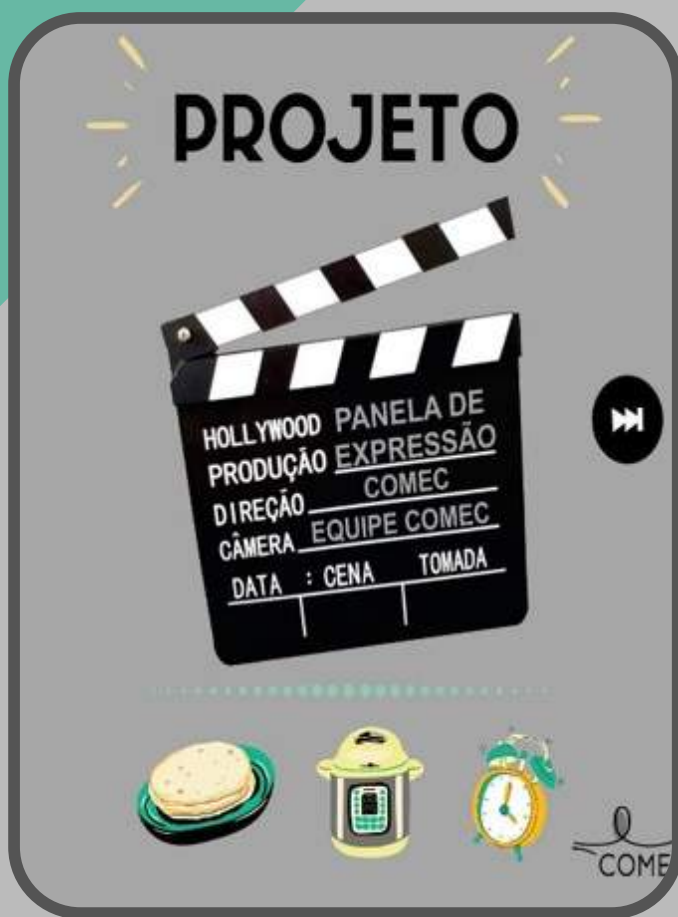 PROJETO
HOLLYWOOD PANELA DE
PRODUÇÃO EXPRESSÃO
DIREÇÃO COMEC
CÂMERA EQUIPE COMEC
DATA : CENA TOMADA
COME